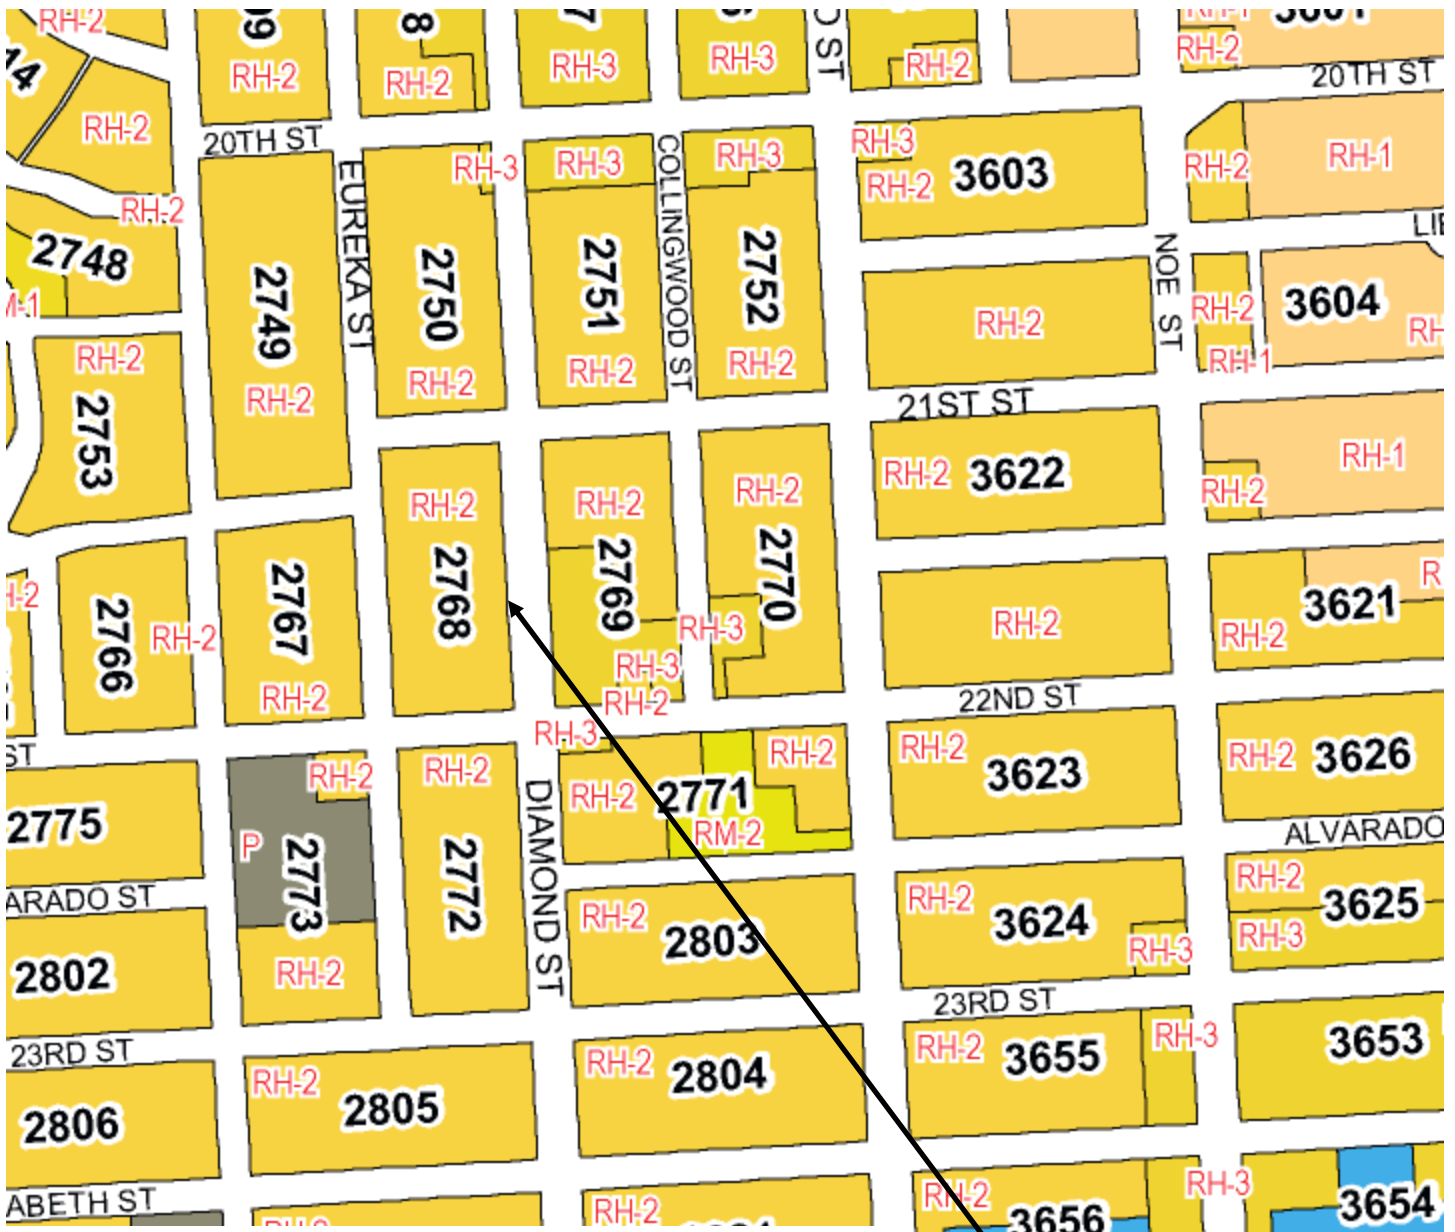 RH-2
14
RH-2
RH-2
2748
M-1
RH-2
2753
RH-2
8
RH-2
RH-3
RH-3
RH-2
RH-1
RH-2
20TH ST
20TH ST
EUREKA ST
2749
RH-2
RH-3
2750
RH-2
RH-3
2751
RH-2
COLLINGWOOD ST
RH-3
2752
RH-2
RH-3
RH-2
3603
RH-2
NOE ST
RH-2
RH-1
RH-2
RH-1
3604
RH
21ST ST
RH-2
3622
RH-1
RH-2
H-2
2766
RH-2
2767
RH-2
RH-2
2768
RH-2
2769
RH-3
RH-2
RH-2
2770
RH-3
RH-2
3621
RH-2
R
22ND ST
ST
RH-3
2775
RH-2
P
2773
RH-2
RH-2
2772
DIAMOND ST
RH-2
2771
RM-2
RH-2
RH-2
3623
RH-2
3626
ALVARADO
ARADO ST
2802
RH-2
2803
RH-2
3624
RH-3
RH-2
3625
RH-3
23RD ST
23RD ST
2806
RH-2
2805
RH-2
2804
RH-2
3655
RH-3
3653
ABETH ST
RH-2
RH-2
3656
RH-3
3654